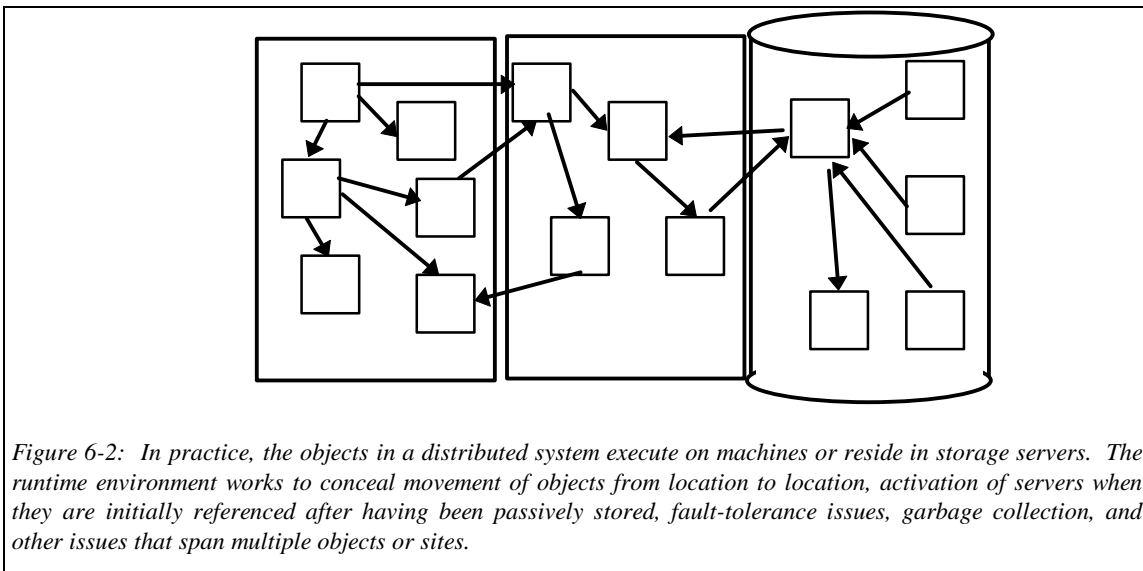 Figure 6-2: In practice, the objects in a distributed system execute on machines or reside in storage servers. The
runtime environment works to conceal movement of objects from location to location, activation of servers when
they are initially referenced after having been passively stored, fault-tolerance issues, garbage collection, and
other issues that span multiple objects or sites.